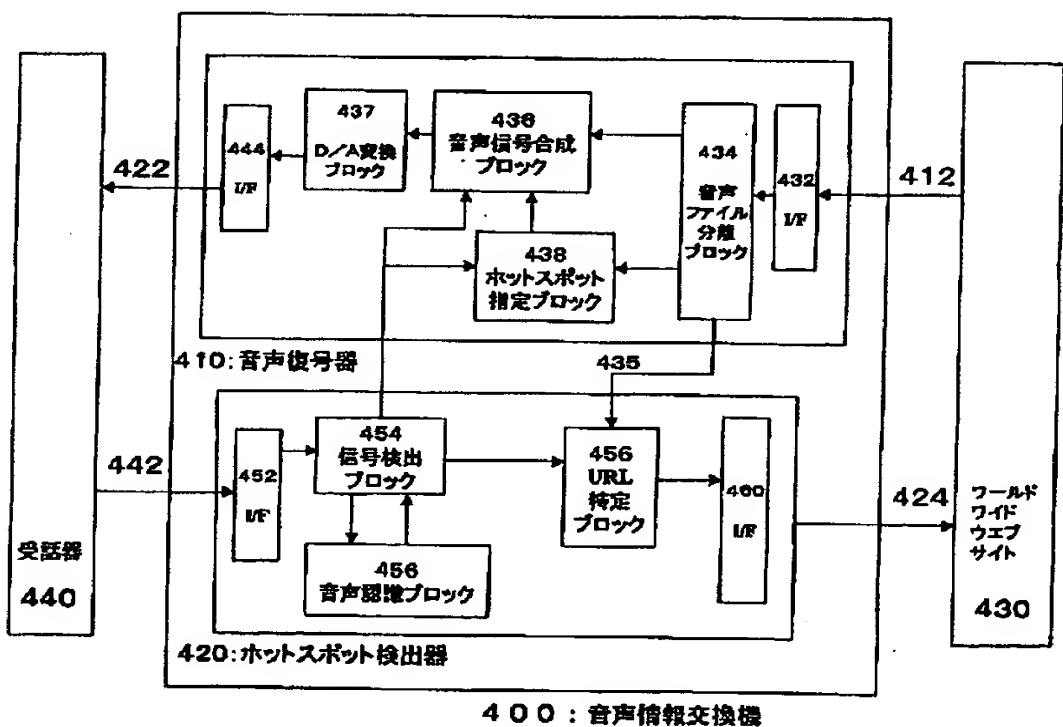 437
D/A変換
ブロック
436
音声信号合成
ブロック
444
I/F
434
音声
ファイル
分離
ブロック
432
I/F
422
412
438
ホットスポット
指定ブロック
410:音声復号器
435
454
信号検出
ブロック
456
URL
特定
ブロック
442
452
I/F
460
I/F
424
ワールド
ワイド
ウェブ
サイト
430
受話器
440
456
音声認識ブロック
420:ホットスポット検出器
400:音声情報交換機